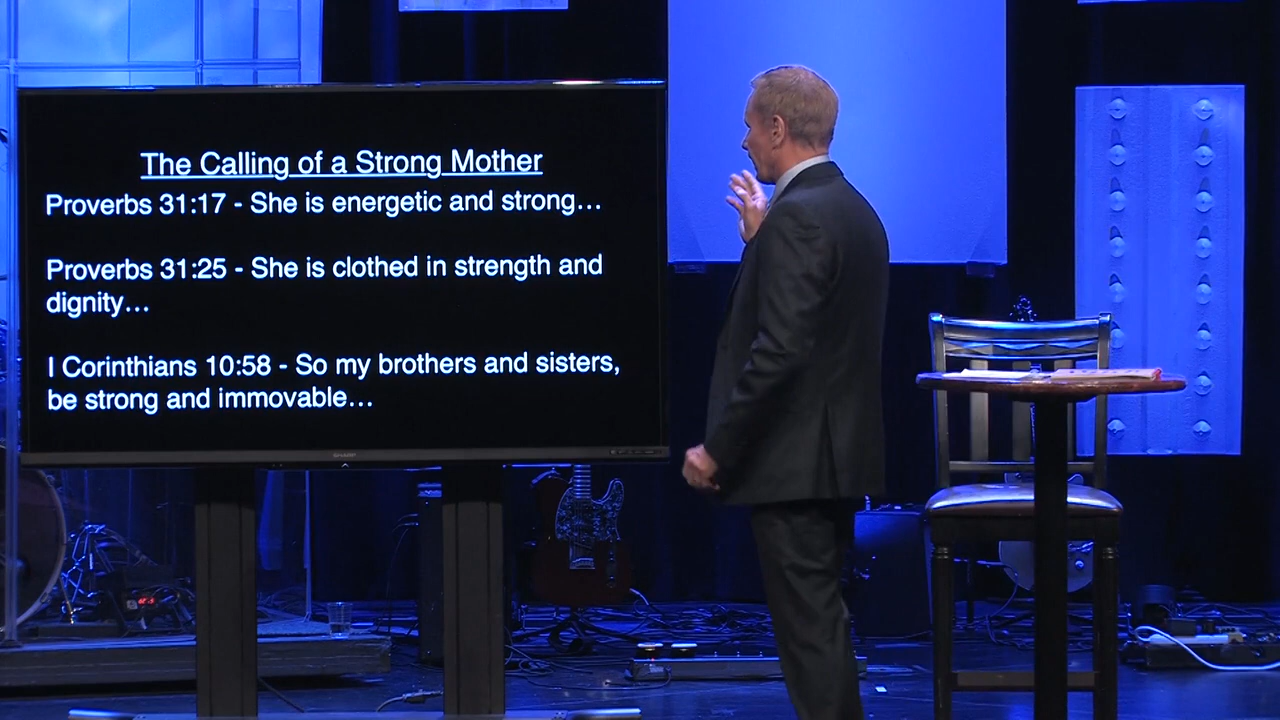 The Calling of a Strong Mother
Proverbs 31:17 - She is energetic and strong...
Proverbs 31:25 - She is clothed in strength and
dignity...
I Corinthians 10:58 - So my brothers and sisters,
be strong and immovable...
SHARP